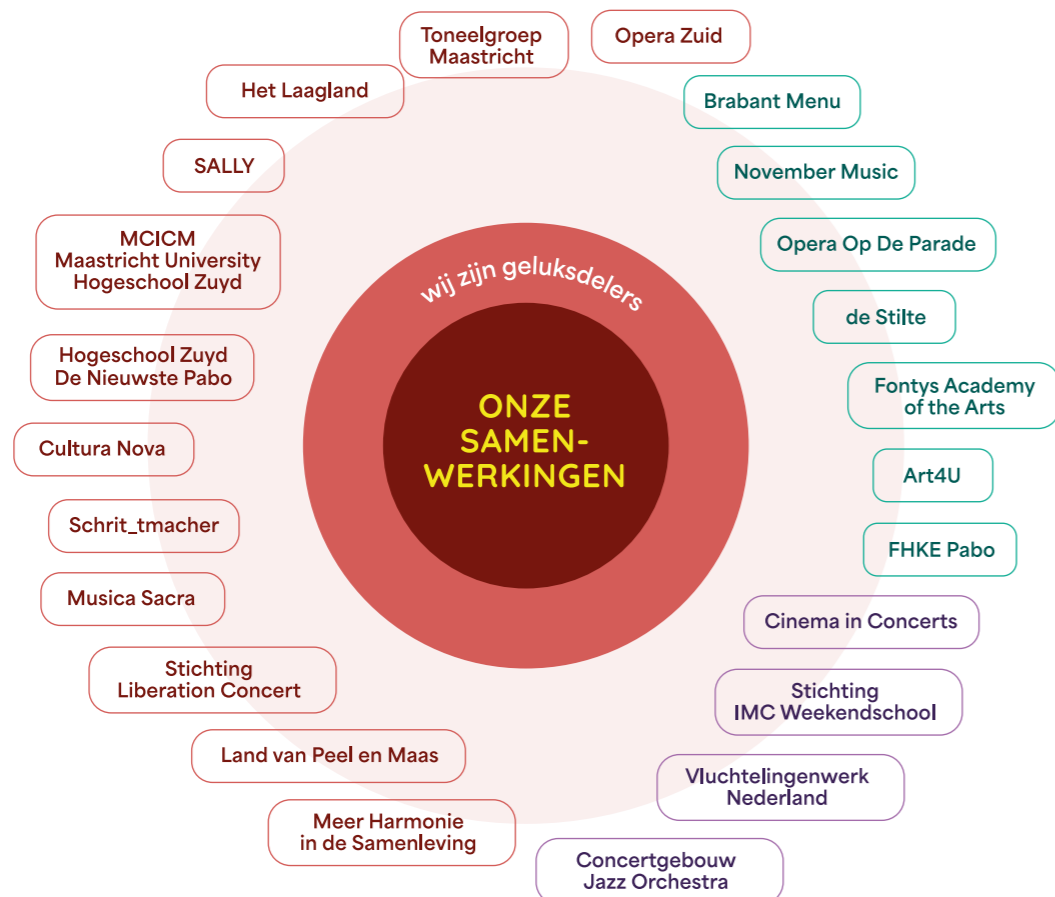 Toneelgroep
Maastricht
Opera Zuid
Het Laagland
Brabant Menu
SALLY
November Music
MCICM
Maastricht University
Hogeschool Zuyd
Opera Op De Parade
wij zijn geluksdelers
de Stilte
Hogeschool Zuyd
De Nieuwste Pabo
Fontys Academy
of the Arts
ONZE
SAMEN-
WERKINGEN
Cultura Nova
Art4U
Schrit_tmacher
FHKE Pabo
Musica Sacra
Cinema in Concerts
Stichting
Liberation Concert
Stichting
IMC Weekendschool
Land van Peel en Maas
Vluchtelingenwerk
Nederland
Meer Harmonie
in de Samenleving
Concertgebouw
Jazz Orchestra